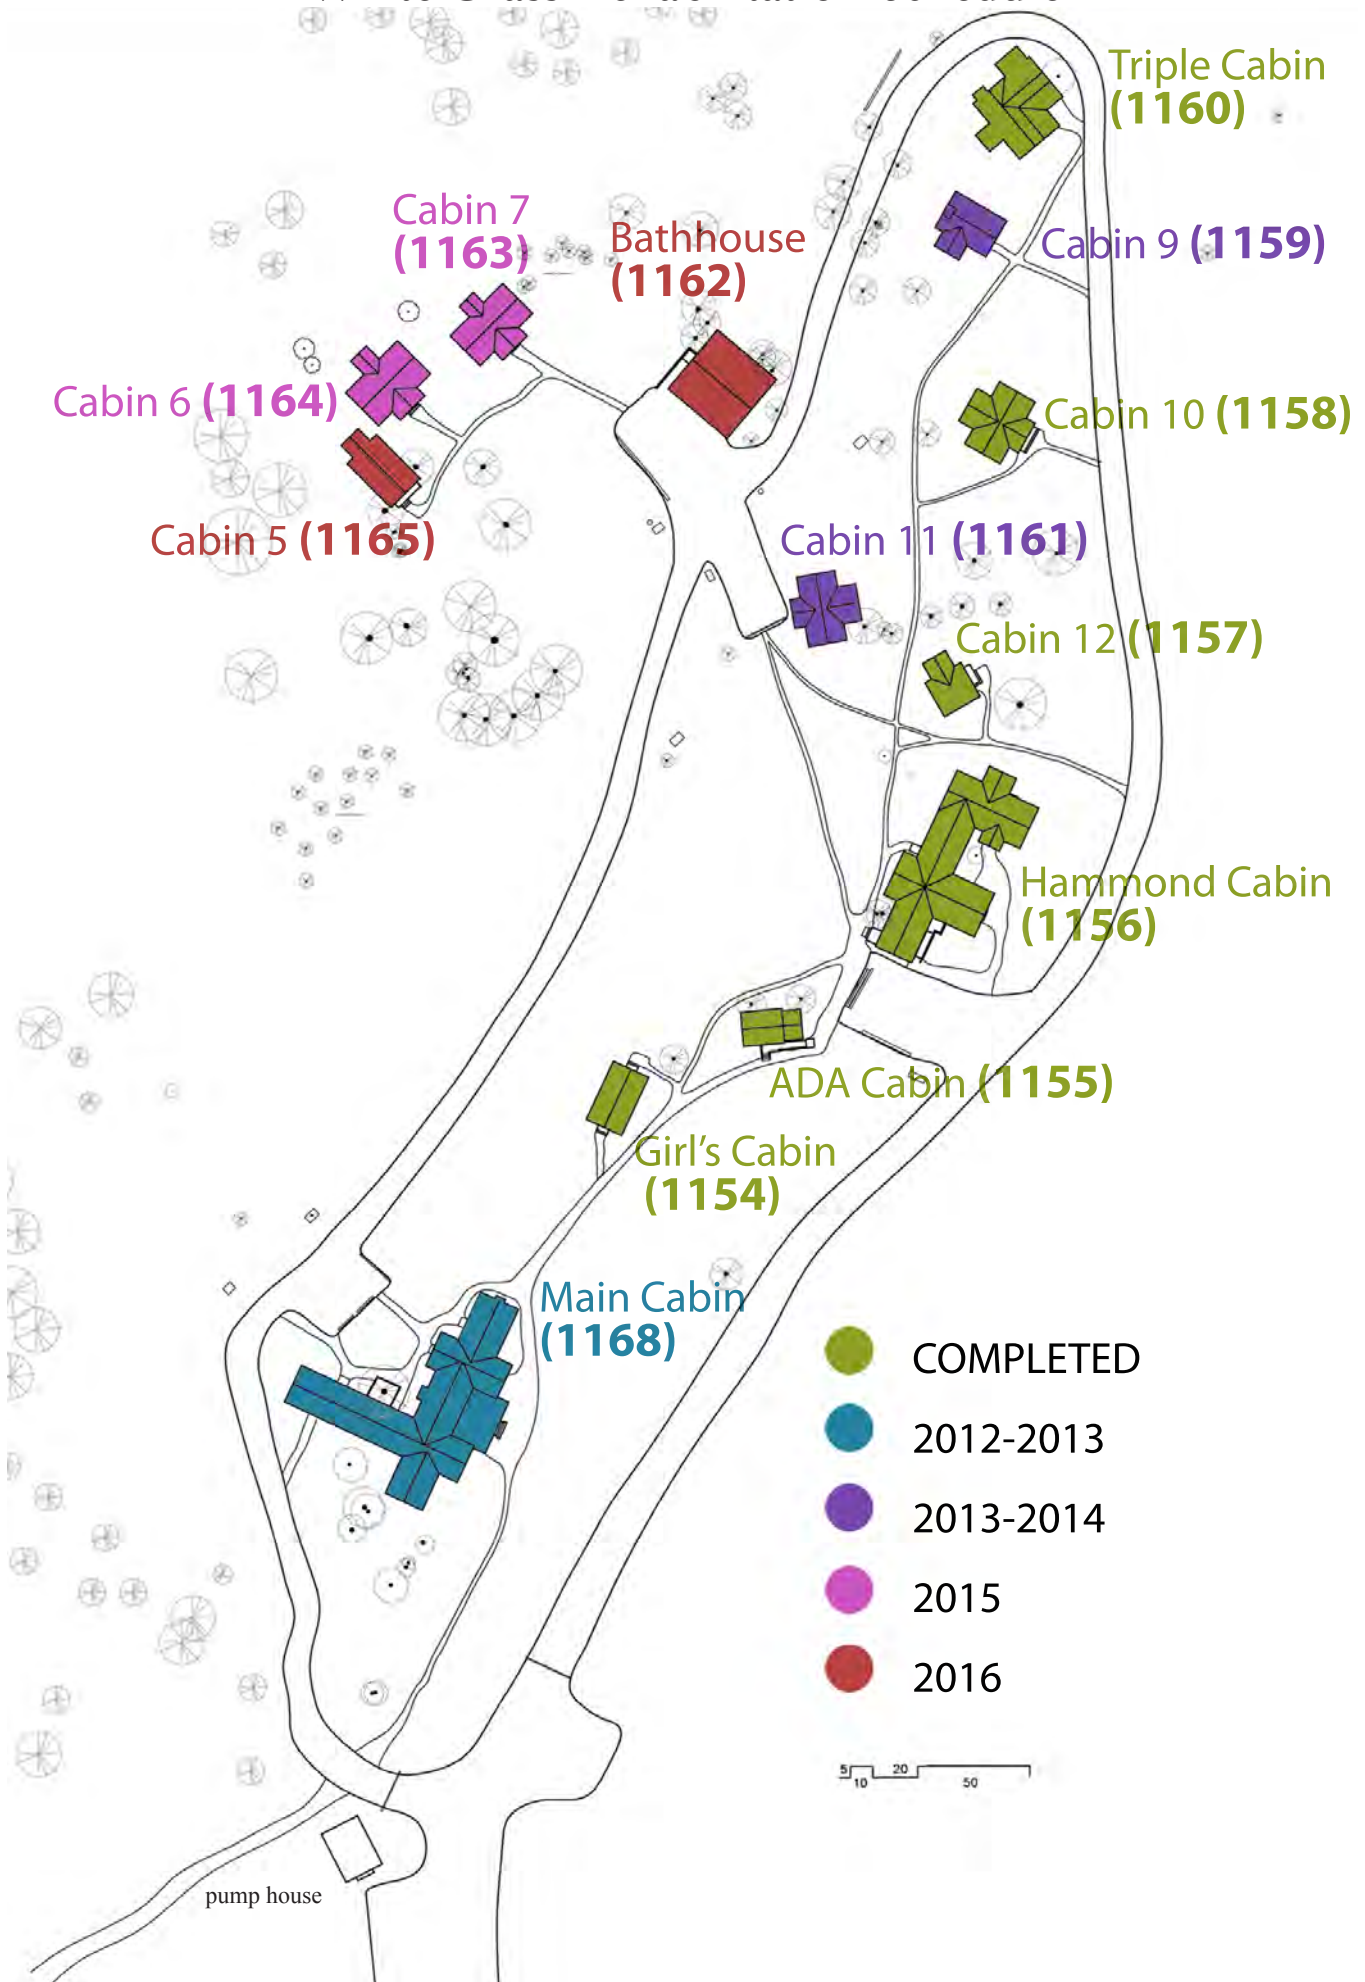 Triple Cabin
(1160)
Cabin 7
(1163)
Bathhouse
(1162)
Cabin 9 (1159)
Cabin 6 (1164)
Cabin 10 (1158)
Cabin 5 (1165)
Cabin 11 (1161)
Cabin 12 (1157)
Hammond Cabin
(1156)
ADA Cabin (1155)
Girl's Cabin
(1154)
Main Cabin
(1168)
COMPLETED
2012-2013
2013-2014
2015
2016
5 20
10 50
pump house